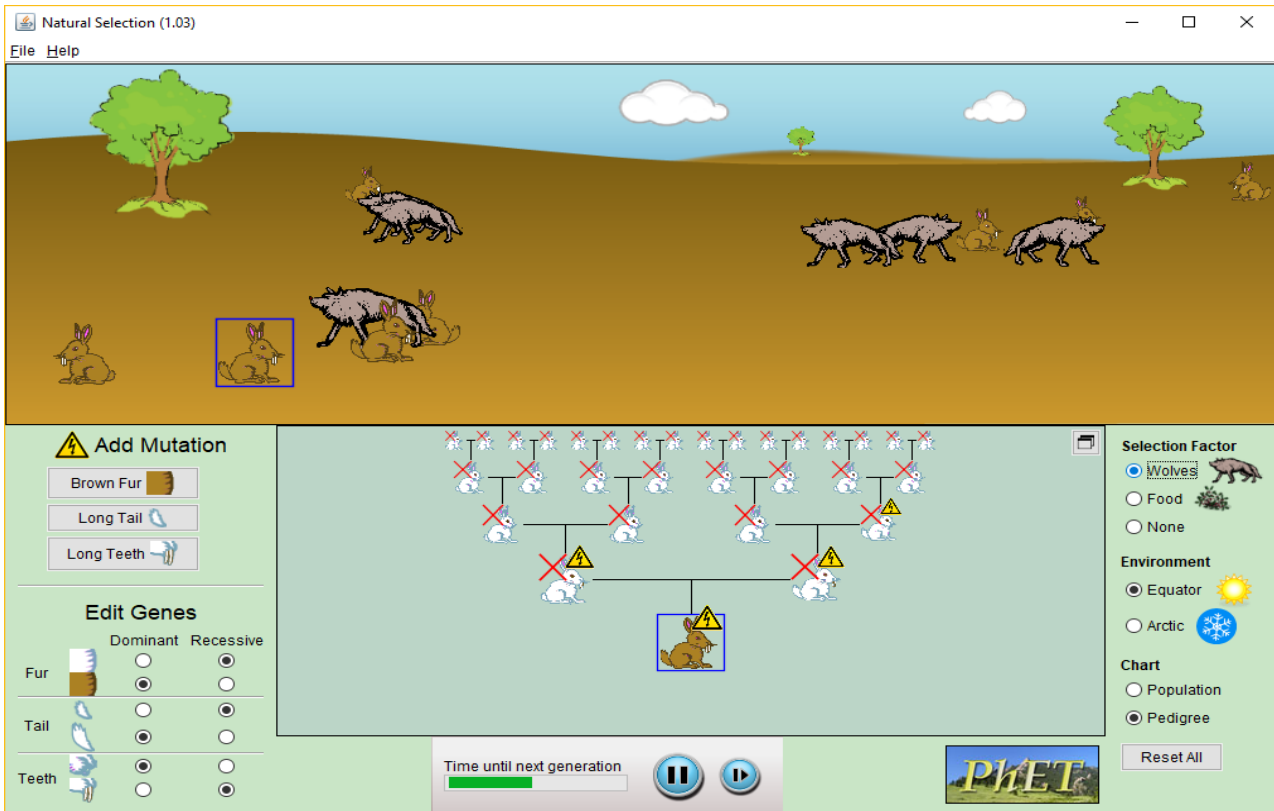 Natural Selection (1.03)
File Help
Add Mutation
Brown Fur
Long Tail
Long Teeth
Edit Genes
Dominant Recessive
Fur
Tail
Teeth
Time until next generation
PhET
Selection Factor
Wolves
Food
None
Environment
Equator
Arctic
Chart
Population
Pedigree
Reset All